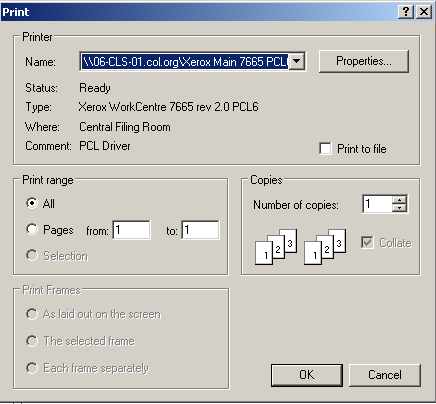 Print
Printer
Name: \\06-CLS-01.col.org\Xerox Main 7665 PCL6 Properties...
Status: Ready
Type: Xerox WorkCentre 7665 rev 2.0 PCL6
Where: Central Filing Room
Comment: PCL Driver Print to file
Print range
All
Pages from: 1 to: 1
Selection
Copies
Number of copies: 1
1 2 3 1 2 3 Collate
Print Frames
As laid out on the screen
The selected frame
Each frame separately
OK Cancel